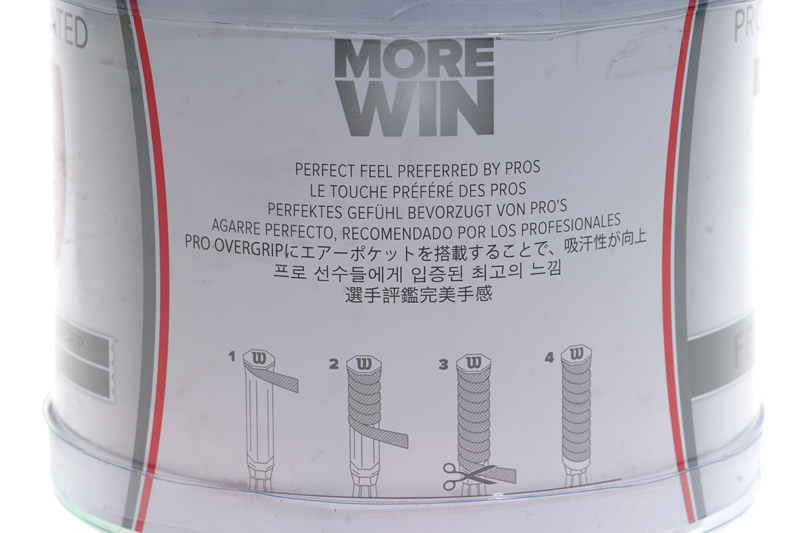 ATED
MORE
WIN
PERFECT FEEL PREFERRED BY PROS
LE TOUCHE PRÉFÉRÉ DES PROS
PERFEKTES GEFÜHL BEVORZUGT VON PRO'S
AGARRE PERFECTO, RECOMENDADO POR LOS PROFESIONALES
PRO OVERGRIPにエアーポケットを搭載することで、吸汗性が向上
프로 선수들에게 입증된 최고의 느낌
選手評鑑完美手感
1 W 2 W 3 W 4 W